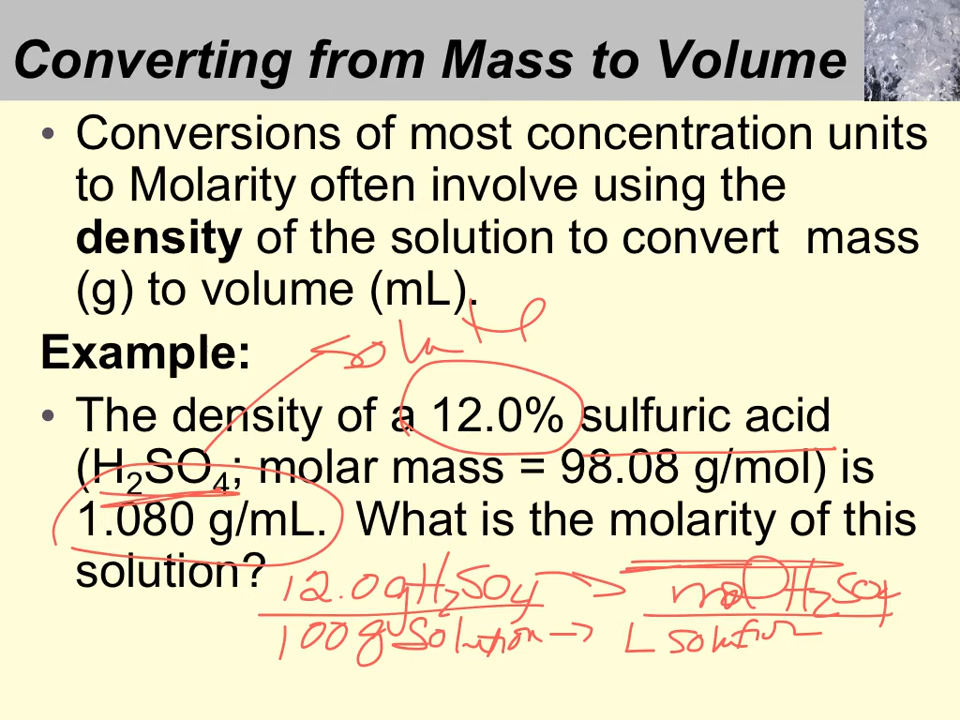 Converting from Mass to Volume
• Conversions of most concentration units
to Molarity often involve using the
density of the solution to convert mass
(g) to volume (mL).
solute
Example:
• The density of a 12.0% sulfuric acid
(H₂SO₄; molar mass = 98.08 g/mol) is
1.080 g/mL. What is the molarity of this
solution?
12.0g H₂SO₄ → mol H₂SO₄
100g Solution → L solution